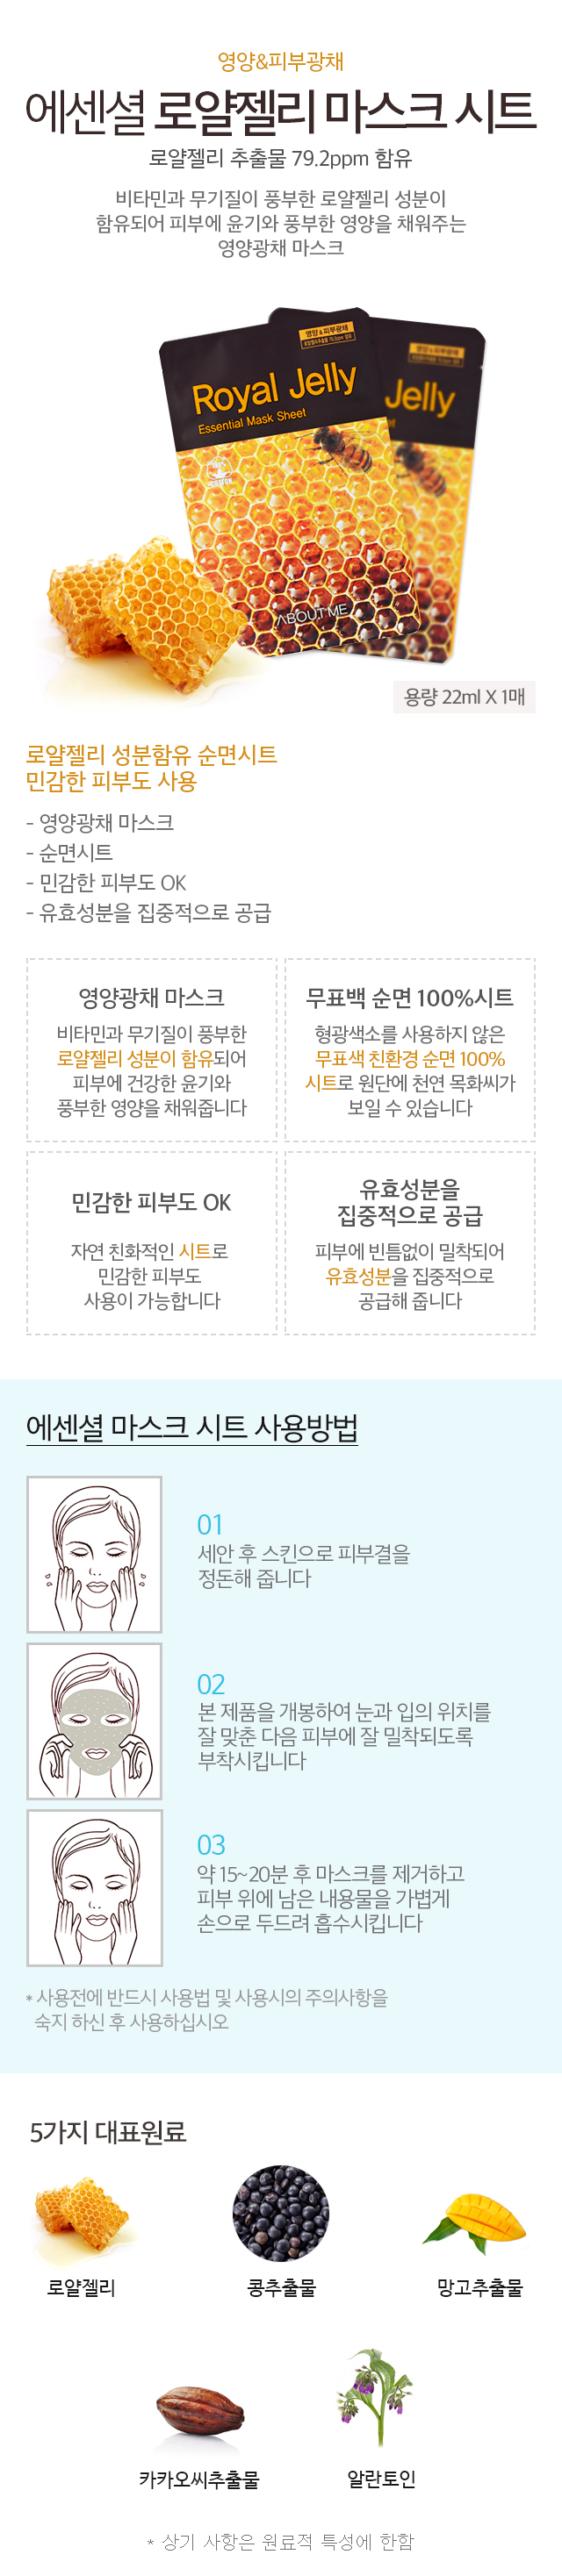 영양&피부광채
에센셜 로얄젤리 마스크 시트
로얄젤리 추출물 79.2ppm 함유
비타민과 무기질이 풍부한 로얄젤리 성분이
함유되어 피부에 윤기와 풍부한 영양을 채워주는
영양광채 마스크
영양&피부광채
로얄젤리추출물 79.2ppm 함유
Royal Jelly
Essential Mask Sheet
Jelly
ABOUT ME
용량 22ml X 1매
로얄젤리 성분함유 순면시트
민감한 피부도 사용
- 영양광채 마스크
- 순면시트
- 민감한 피부도 OK
- 유효성분을 집중적으로 공급
영양광채 마스크
비타민과 무기질이 풍부한
로얄젤리 성분이 함유되어
피부에 건강한 윤기와
풍부한 영양을 채워줍니다
무표백 순면 100%시트
형광색소를 사용하지 않은
무표색 친환경 순면 100%
시트로 원단에 천연 목화씨가
보일 수 있습니다
민감한 피부도 OK
자연 친화적인 시트로
민감한 피부도
사용이 가능합니다
유효성분을
집중적으로 공급
피부에 빈틈없이 밀착되어
유효성분을 집중적으로
공급해 줍니다
에센셜 마스크 시트 사용방법
01
세안 후 스킨으로 피부결을
정돈해 줍니다
02
본 제품을 개봉하여 눈과 입의 위치를
잘 맞춘 다음 피부에 잘 밀착되도록
부착시킵니다
03
약 15~20분 후 마스크를 제거하고
피부 위에 남은 내용물을 가볍게
손으로 두드려 흡수시킵니다
* 사용전에 반드시 사용법 및 사용시의 주의사항을
숙지 하신 후 사용하십시오
5가지 대표원료
로얄젤리
콩추출물
망고추출물
카카오씨추출물
알란토인
* 상기 사항은 원료적 특성에 한함